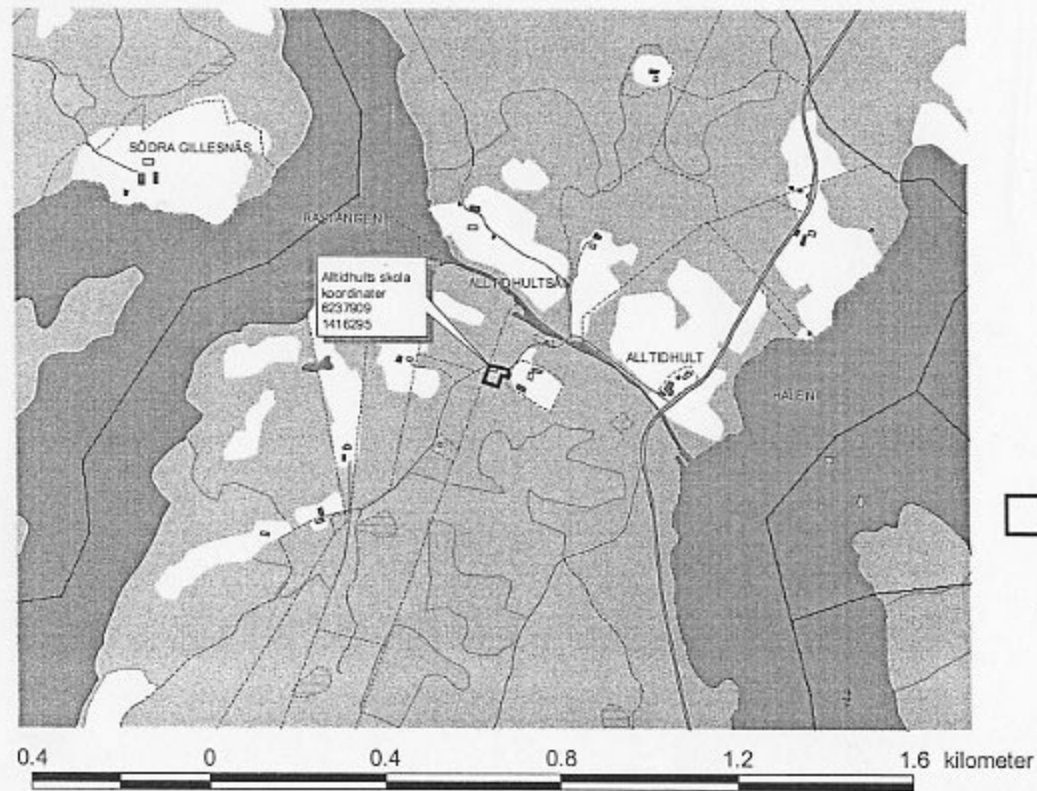 SÖDRA GILLESNÄS
RASLÄNGEN
Alltidhults skola
koordinater
6237909
1416295
ALLTIDHULTSÅN
ALLTIDHULT
HALEN
0.4 0 0.4 0.8 1.2 1.6 kilometer